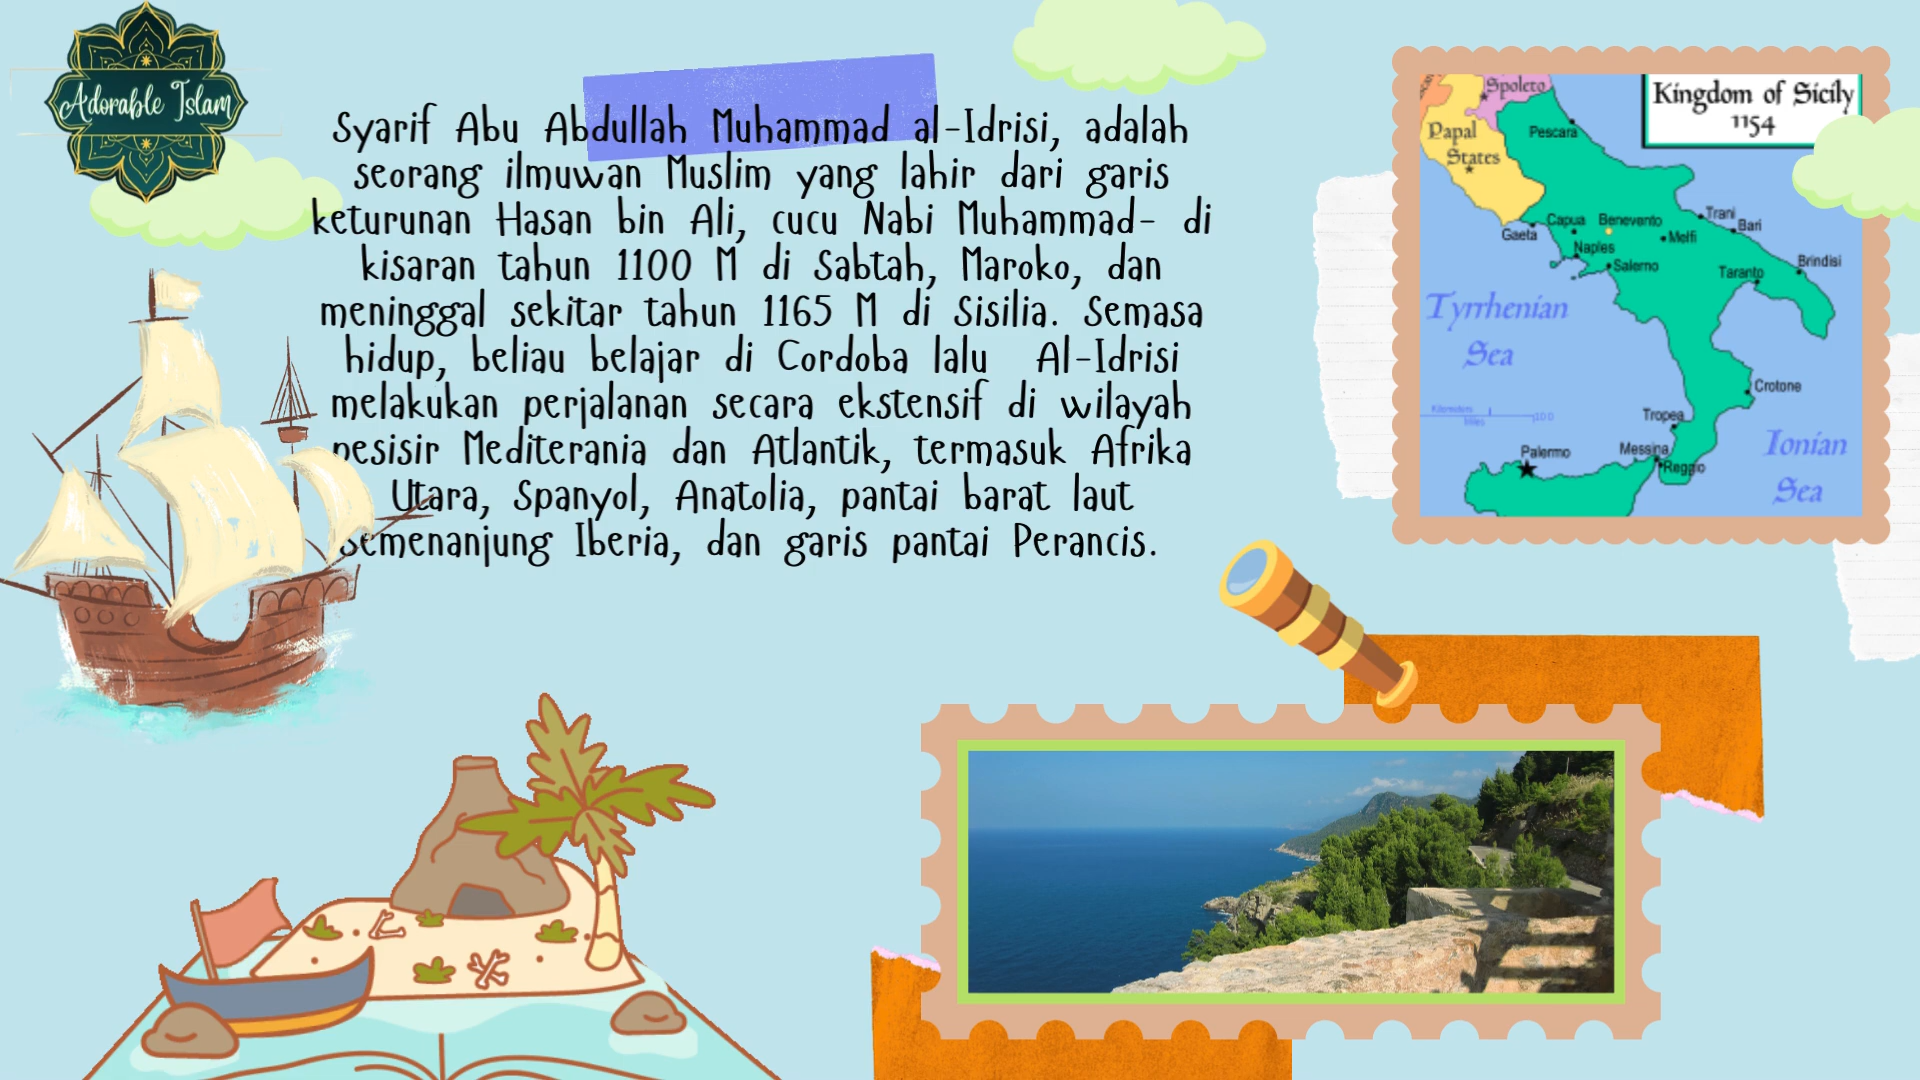 Adorable Islam
Syarif Abu Abdullah Muhammad al-Idrisi, adalah
seorang ilmuwan Muslim yang lahir dari garis
keturunan Hasan bin Ali, cucu Nabi Muhammad- di
kisaran tahun 1100 M di Sabtah, Maroko, dan
meninggal sekitar tahun 1165 M di Sisilia. Semasa
hidup, beliau belajar di Cordoba lalu Al-Idrisi
melakukan perjalanan secara ekstensif di wilayah
pesisir Mediterania dan Atlantik, termasuk Afrika
Utara, Spanyol, Anatolia, pantai barat laut
Semenanjung Iberia, dan garis pantai Perancis.
Kingdom of Sicily
1154
Spoleto
Papal
States
Pescara
Capua
Benevento
Trani
Bari
Gaeta
Melfi
Naples
Salerno
Taranto
Brindisi
Tyrrhenian
Sea
Crotone
Kilometers
100
Miles
Tropea
Palermo
Messina
Reggio
Ionian
Sea